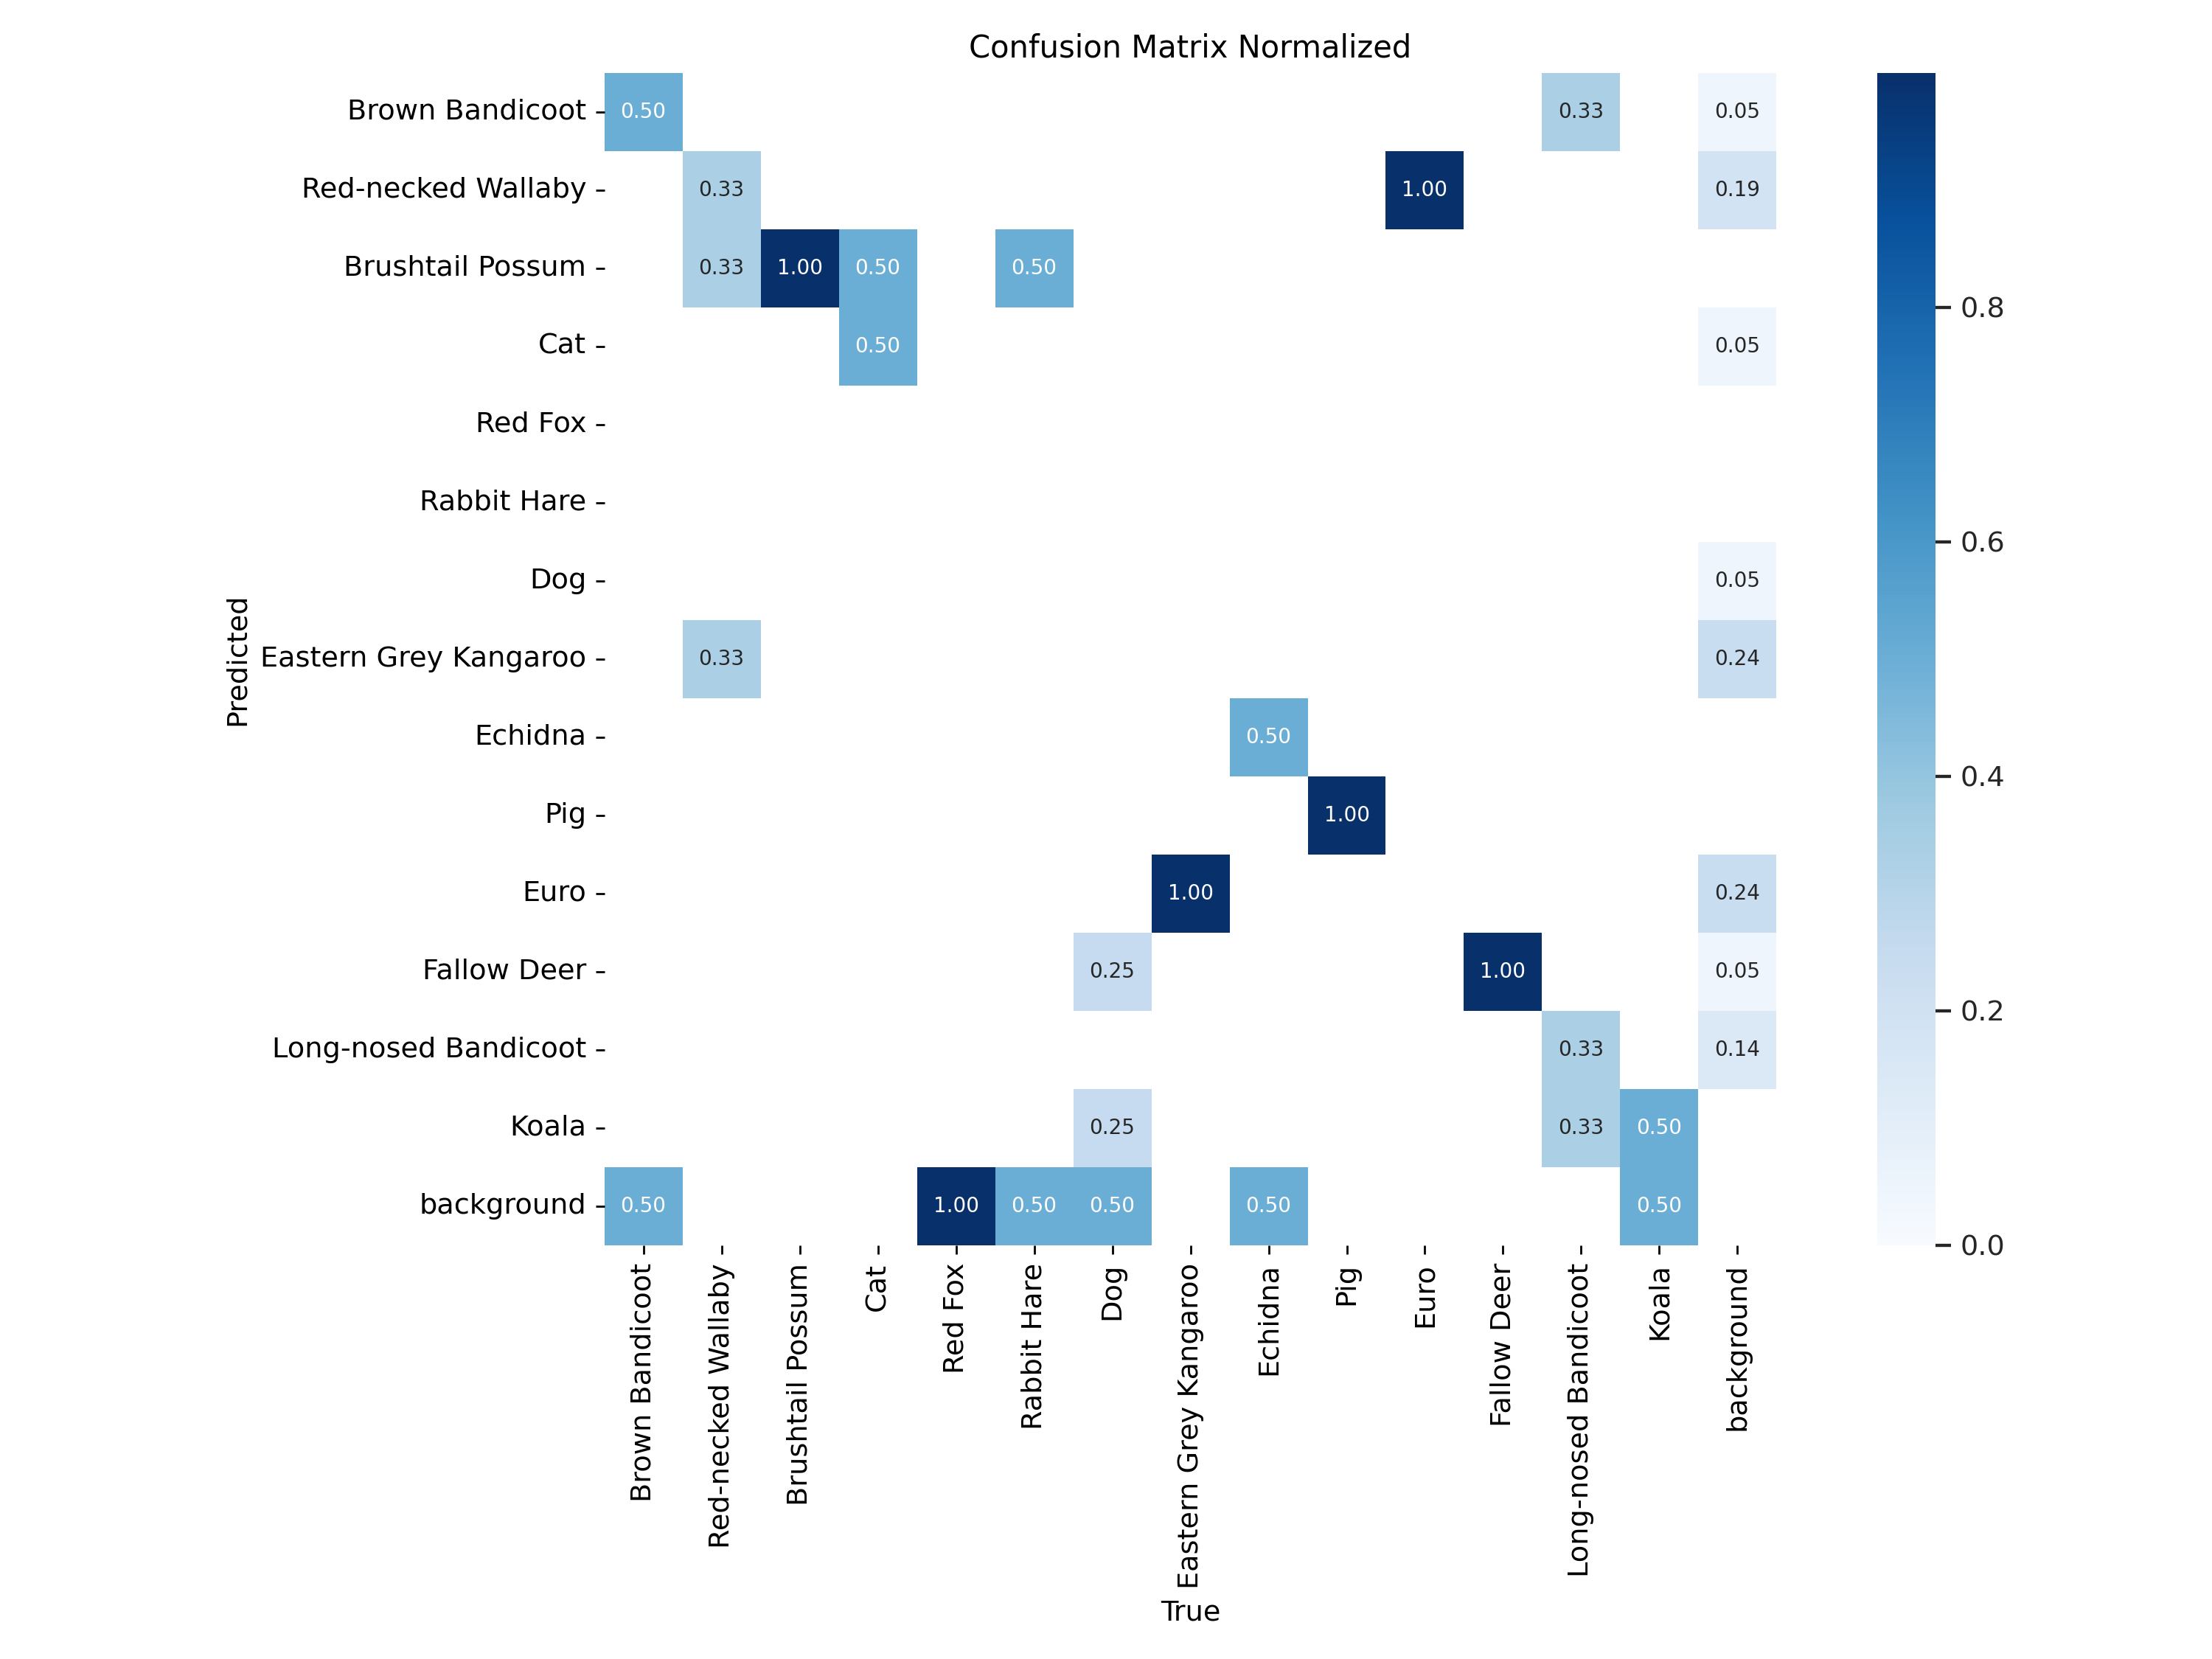 Confusion Matrix Normalized
Brown Bandicoot 0.50 0.33 0.05
Red-necked Wallaby 0.33 1.00 0.19
Brushtail Possum 0.33 1.00 0.50 0.50
Cat 0.50 0.05
Red Fox
Rabbit Hare
Dog 0.05
Eastern Grey Kangaroo 0.33 0.24
Echidna 0.50
Pig 1.00
Euro 1.00 0.24
Fallow Deer 0.25 1.00 0.05
Long-nosed Bandicoot 0.33 0.14
Koala 0.25 0.33 0.50
background 0.50 1.00 0.50 0.50 0.50 0.50
Predicted
Brown Bandicoot
Red-necked Wallaby
Brushtail Possum
Cat
Red Fox
Rabbit Hare
Dog
Eastern Grey Kangaroo
Echidna
Pig
Euro
Fallow Deer
Long-nosed Bandicoot
Koala
background
True
0.8
0.6
0.4
0.2
0.0